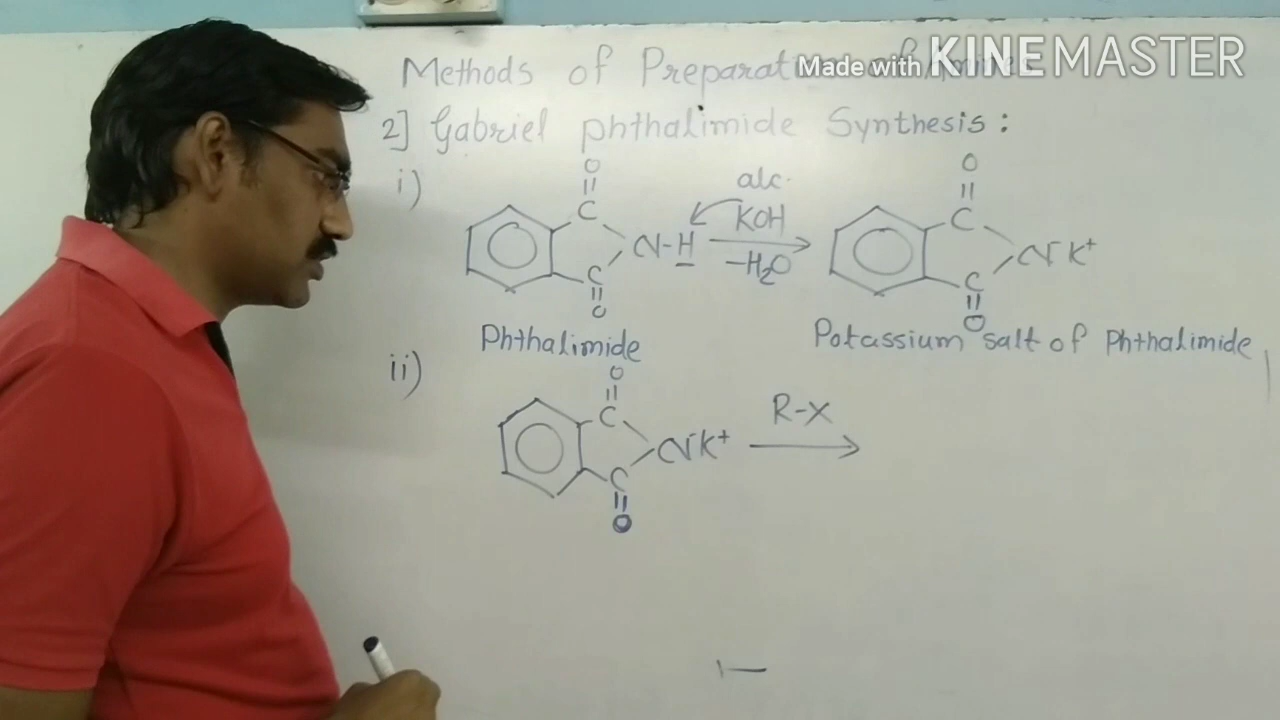 Methods of Preparat
Made with KINEMASTER
2] Gabriel phthalimide Synthesis:
i)
O
||
C
N-H
C
||
O
alc.
KOH
-H2O
O
||
C
N- K+
C
||
O
Phthalimide
Potassium salt of Phthalimide
ii)
O
||
C
N-K+
C
||
O
R-X